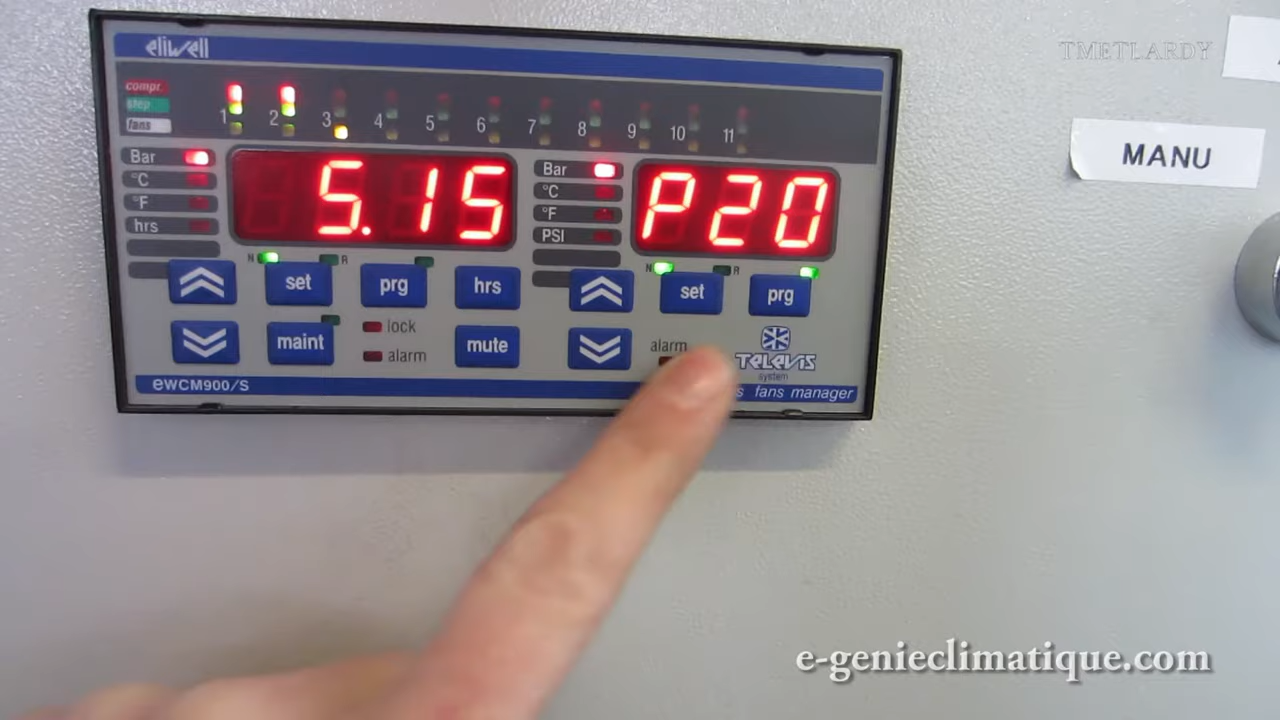 eliwell
TMETLARDY
compr.
step
fans
1 2 3 4 5 6 7 8 9 10 11
MANU
Bar
°C
°F
hrs
5.15
Bar
°C
°F
PSI
P20
N R
set prg hrs
N R
set prg
maint
lock
alarm
mute
alarm
TELEVIS
system
EWCM900/S
fans manager
e-genieclimatique.com